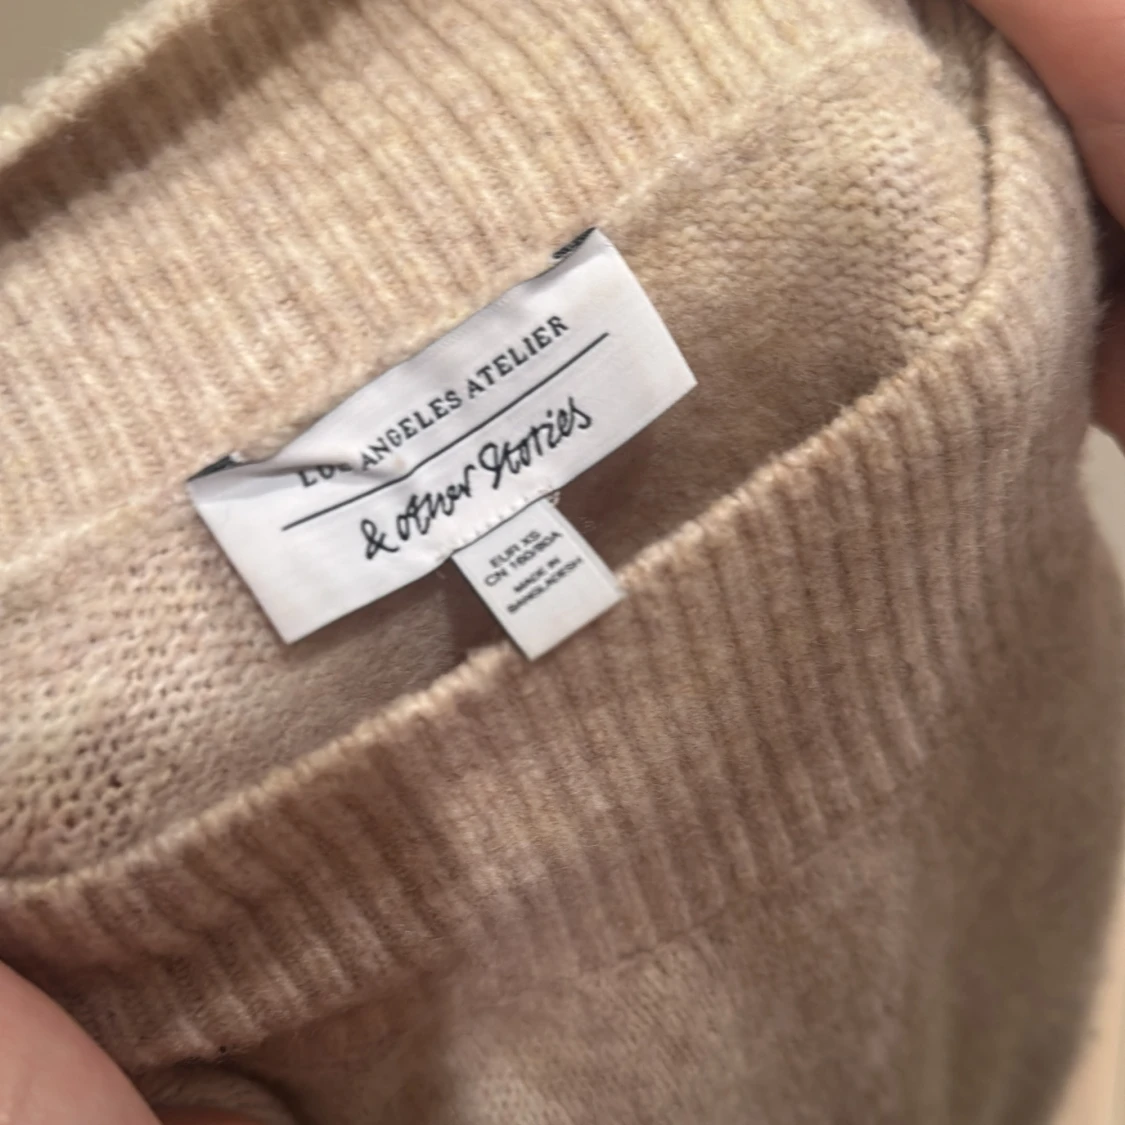 LOS ANGELES ATELIER
& other Stories
EUR XS
CN 160/80A
MADE IN
BANGLADESH